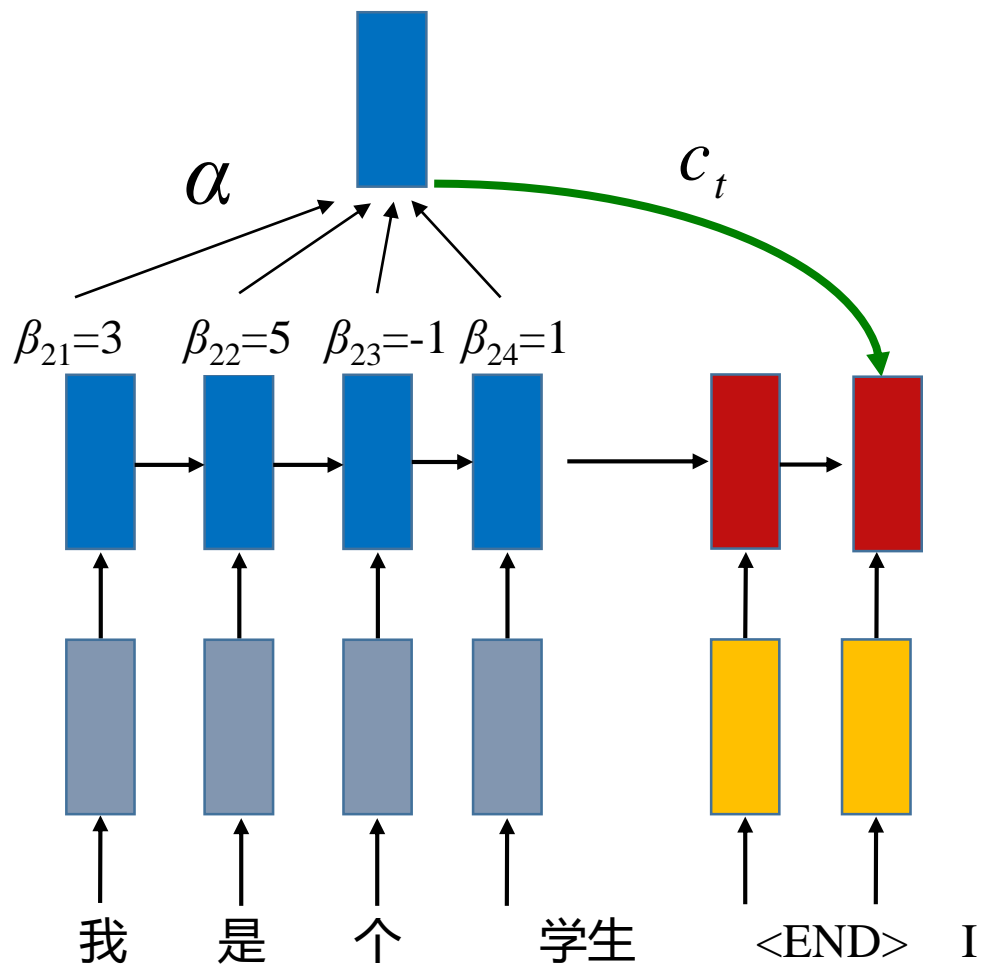 α
c_t
β₂₁=3 β₂₂=5 β₂₃=-1 β₂₄=1
我 是 个 学生 <END> I